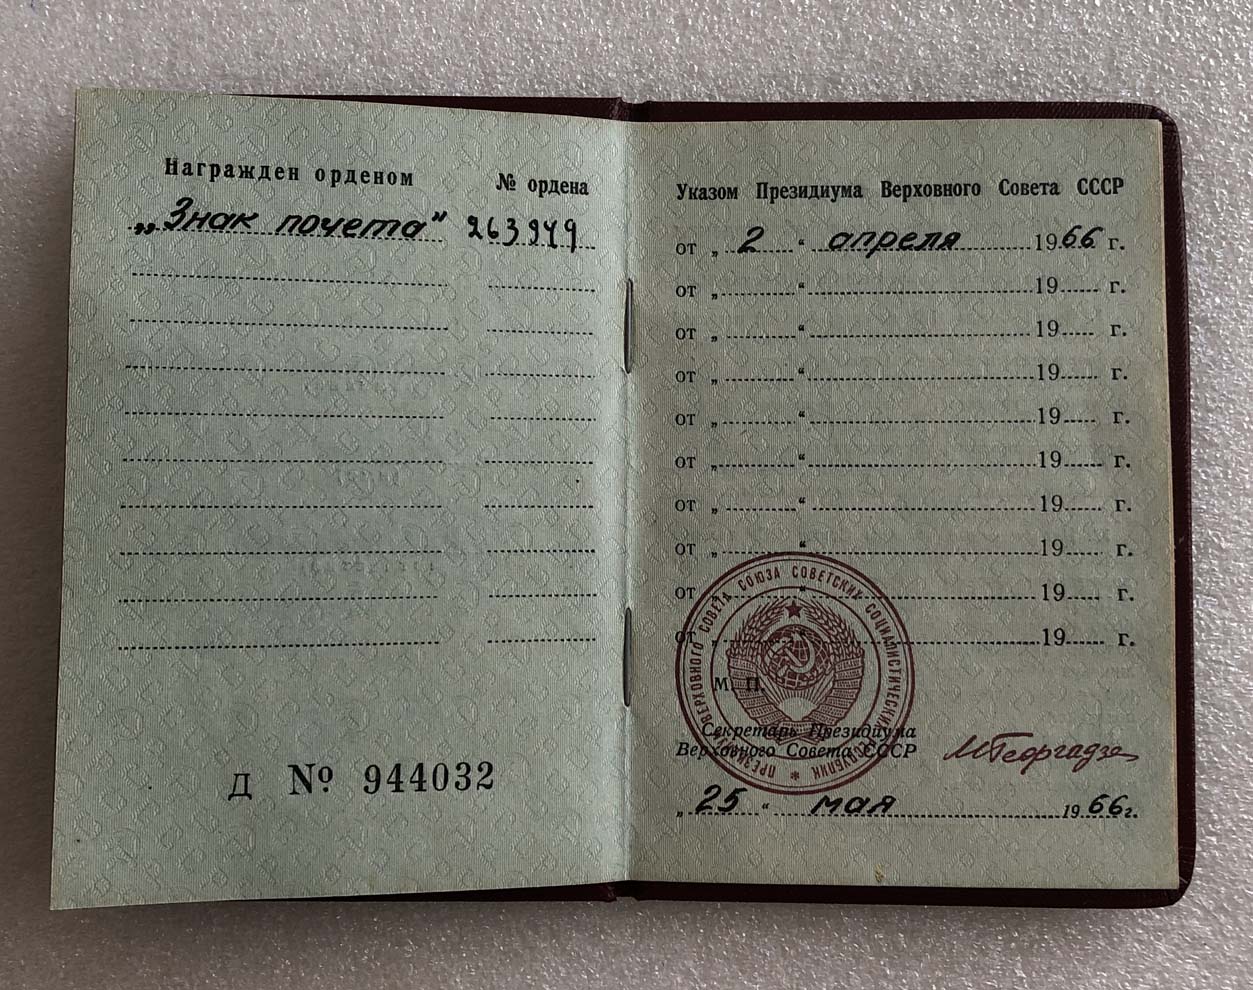 Награжден орденом № ордена
„Знак почета“ 263949
Д № 944032
Указом Президиума Верховного Совета СССР
от „ 2 “ апреля 1966 г.
от „ “ 19 г.
от „ “ 19 г.
от „ “ 19 г.
от „ “ 19 г.
от „ “ 19 г.
от „ “ 19 г.
от „ “ 19 г.
от „ “ 19 г.
от „ “ 19 г.
ПРЕЗИДИУМ ВЕРХОВНОГО СОВЕТА СОЮЗА СОВЕТСКИХ СОЦИАЛИСТИЧЕСКИХ РЕСПУБЛИК
М. П.
Секретарь Президиума
Верховного Совета СССР МГеоргадзе
„ 25 “ мая 1966 г.